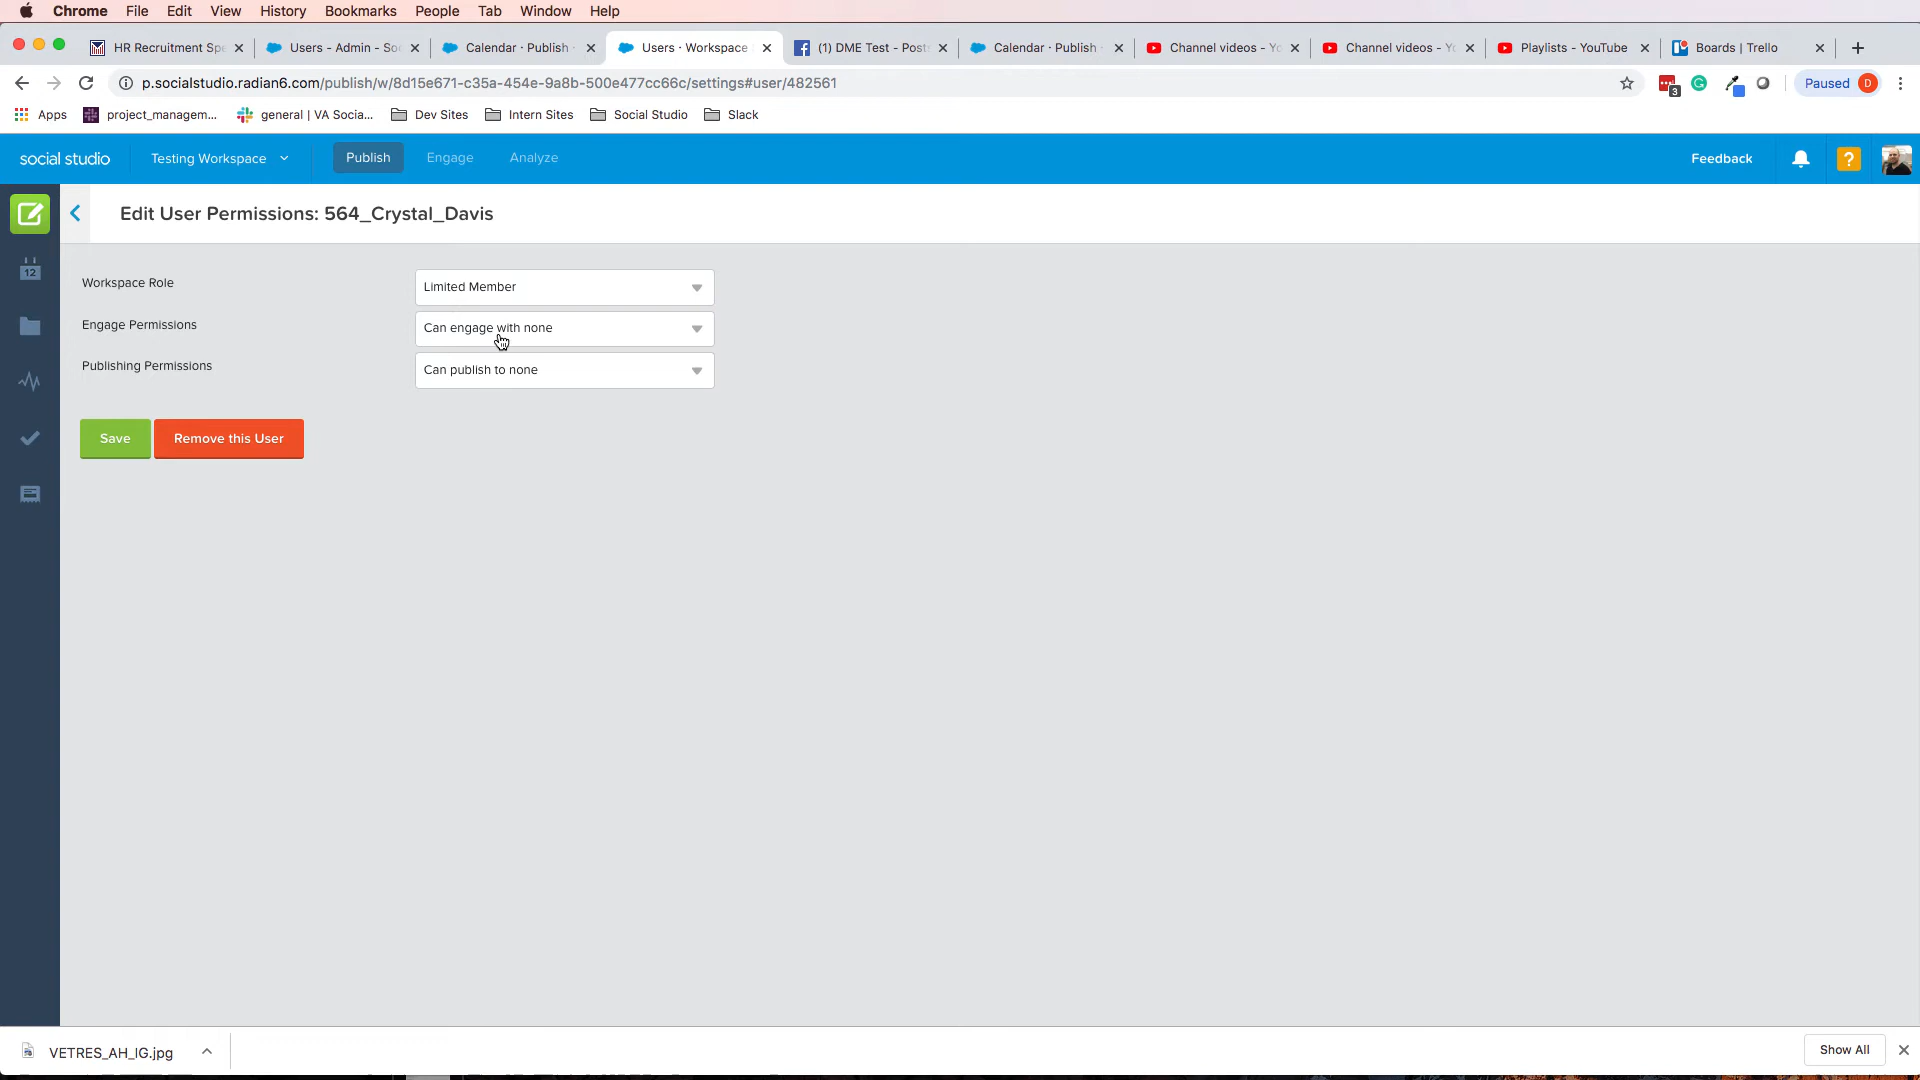 Chrome File Edit View History Bookmarks People Tab Window Help
HR Recruitment Spe
Users - Admin - Soc
Calendar · Publish
Users · Workspace
(1) DME Test - Posts
Calendar · Publish
Channel videos - Yo
Channel videos - Yo
Playlists - YouTube
Boards | Trello
p.socialstudio.radian6.com/publish/w/8d15e671-c35a-454e-9a8b-500e477cc66c/settings#user/482561
3
Paused D
Apps project_managem... general | VA Socia... Dev Sites Intern Sites Social Studio Slack
social studio Testing Workspace Publish Engage Analyze Feedback ?
Edit User Permissions: 564_Crystal_Davis
12
Workspace Role Limited Member
Engage Permissions Can engage with none
Publishing Permissions Can publish to none
Save Remove this User
VETRES_AH_IG.jpg Show All